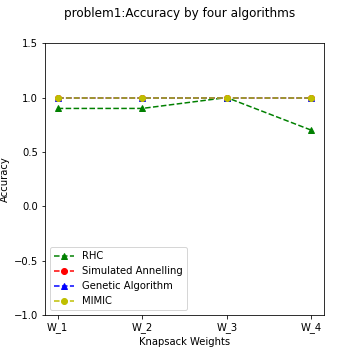 problem1:Accuracy by four algorithms
1.5
1.0
0.5
0.0
−0.5
−1.0
Accuracy
RHC
Simulated Annelling
Genetic Algorithm
MIMIC
W_1 W_2 W_3 W_4
Knapsack Weights